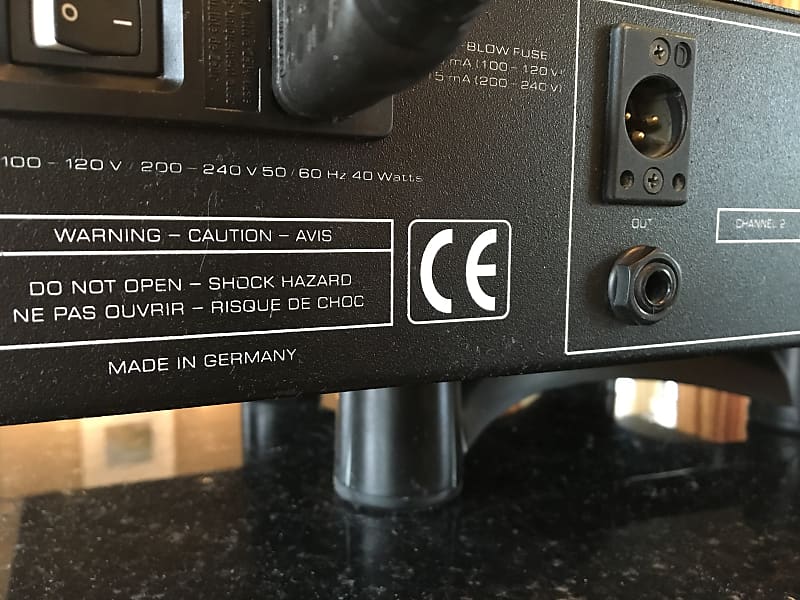 -BLOW FUSE
mA (100 - 120 V)
15 mA (200 - 240 V)
100 - 120 V / 200 - 240 V 50 / 60 Hz 40 Watts
WARNING - CAUTION - AVIS
DO NOT OPEN - SHOCK HAZARD
NE PAS OUVRIR - RISQUE DE CHOC
CE
MADE IN GERMANY
OUT
CHANNEL 2